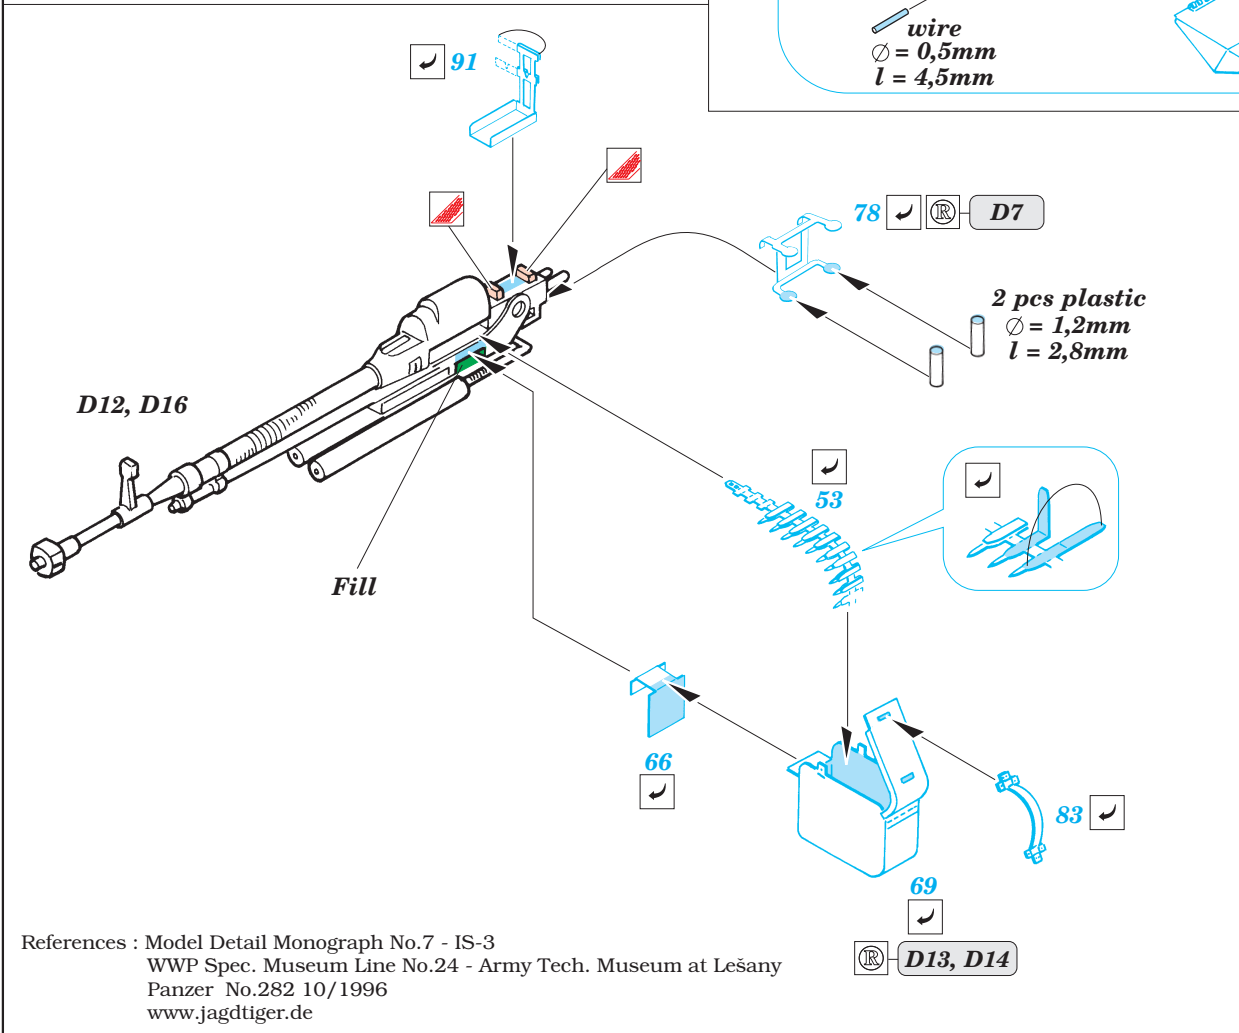 wire
∅ = 0,5mm
l = 4,5mm
91
78 ® D7
2 pcs plastic
∅ = 1,2mm
l = 2,8mm
D12, D16
53
Fill
66
83
69
® D13, D14
References : Model Detail Monograph No.7 - IS-3
WWP Spec. Museum Line No.24 - Army Tech. Museum at Lešany
Panzer No.282 10/1996
www.jagdtiger.de